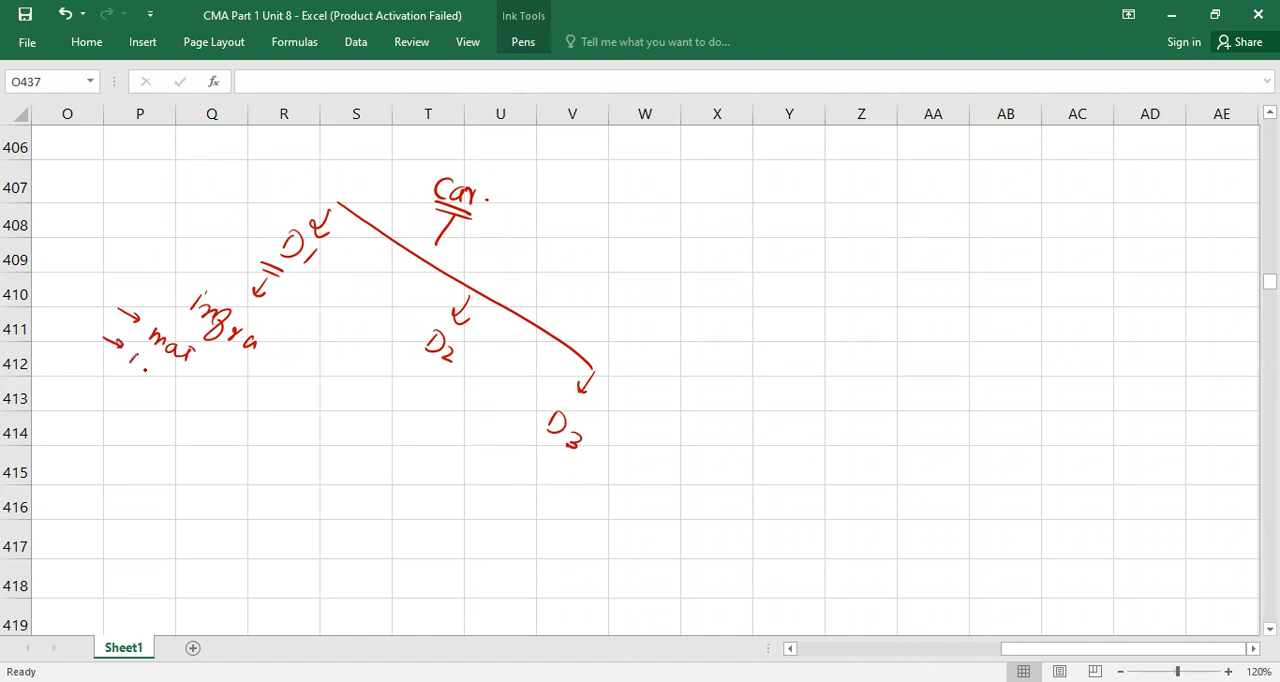 CMA Part 1 Unit 8 - Excel (Product Activation Failed)
Ink Tools
File
Home
Insert
Page Layout
Formulas
Data
Review
View
Pens
Tell me what you want to do...
Sign in
Share
O437
fx
O P Q R S T U V W X Y Z AA AB AC AD AE
406
407
408
409
410
411
412
413
414
415
416
417
418
419
Car.
D1
D2
D3
Sheet1
Ready
120%